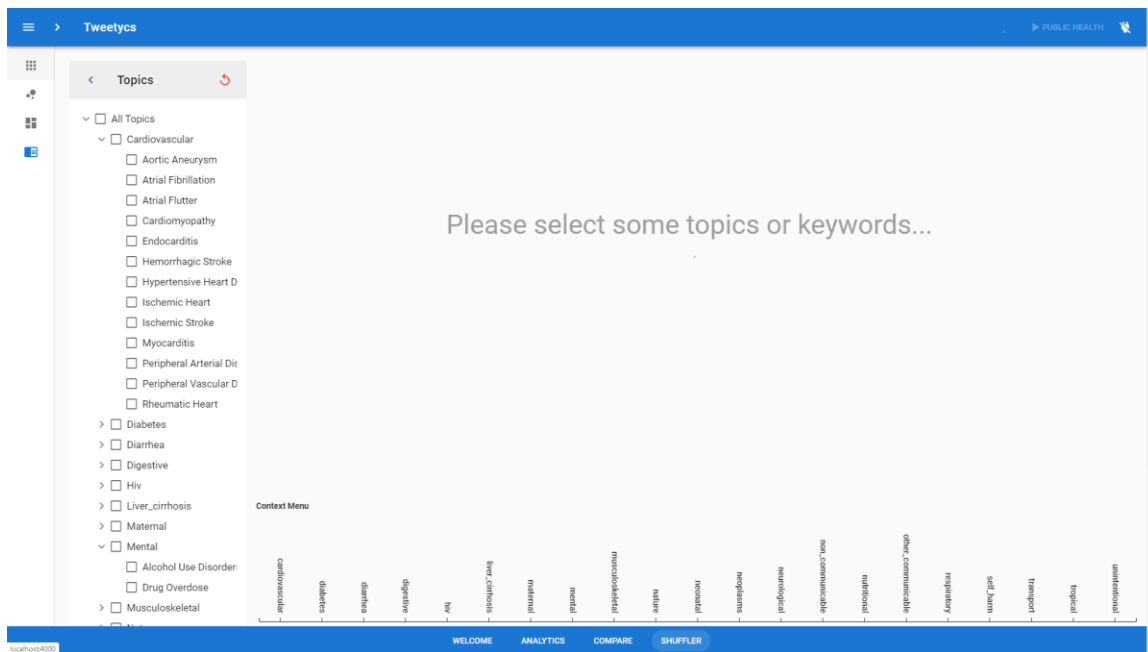 Tweetycs
PUBLIC HEALTH
Topics
All Topics
Cardiovascular
Aortic Aneurysm
Atrial Fibrillation
Atrial Flutter
Cardiomyopathy
Endocarditis
Hemorrhagic Stroke
Hypertensive Heart D
Ischemic Heart
Ischemic Stroke
Myocarditis
Peripheral Arterial Dis
Peripheral Vascular D
Rheumatic Heart
Diabetes
Diarrhea
Digestive
Hiv
Liver_cirrhosis
Maternal
Mental
Alcohol Use Disorder
Drug Overdose
Musculoskeletal
Please select some topics or keywords...
Context Menu
cardiovascular
diabetes
diarrhea
digestive
hiv
liver_cirrhosis
maternal
mental
musculoskeletal
nature
neonatal
neoplasms
neurological
non_communicable
nutritional
other_communicable
respiratory
self_harm
transport
tropical
unintentional
WELCOME
ANALYTICS
COMPARE
SHUFFLER
localhost:4000